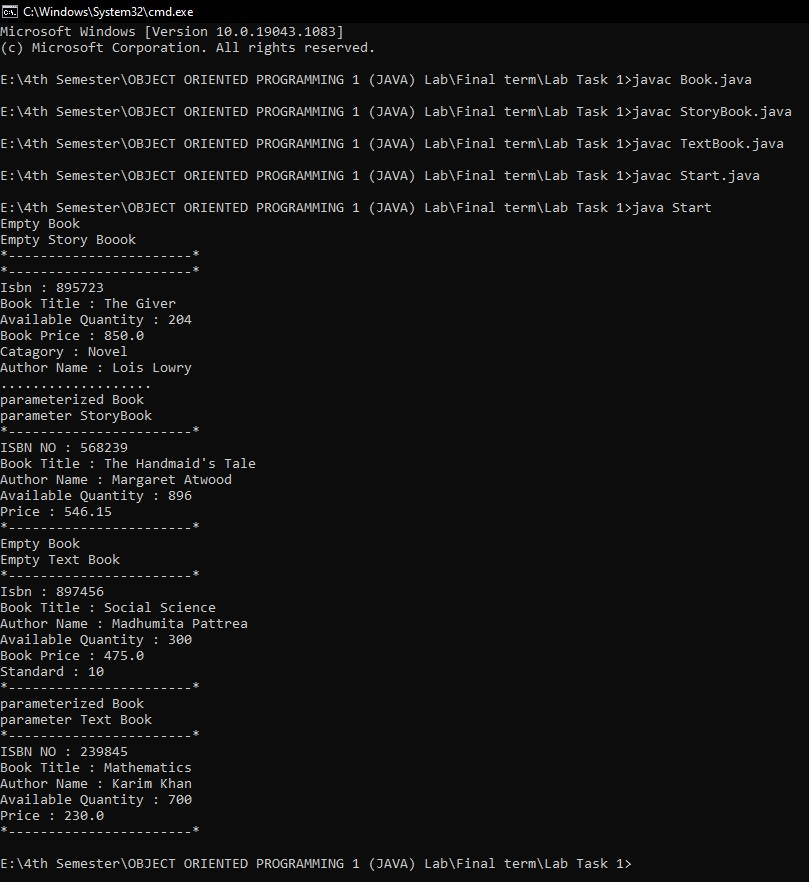 C:\Windows\System32\cmd.exe
Microsoft Windows [Version 10.0.19043.1083]
(c) Microsoft Corporation. All rights reserved.
E:\4th Semester\OBJECT ORIENTED PROGRAMMING 1 (JAVA) Lab\Final term\Lab Task 1>javac Book.java
E:\4th Semester\OBJECT ORIENTED PROGRAMMING 1 (JAVA) Lab\Final term\Lab Task 1>javac StoryBook.java
E:\4th Semester\OBJECT ORIENTED PROGRAMMING 1 (JAVA) Lab\Final term\Lab Task 1>javac TextBook.java
E:\4th Semester\OBJECT ORIENTED PROGRAMMING 1 (JAVA) Lab\Final term\Lab Task 1>javac Start.java
E:\4th Semester\OBJECT ORIENTED PROGRAMMING 1 (JAVA) Lab\Final term\Lab Task 1>java Start
Empty Book
Empty Story Boook
*-----------------------*
*-----------------------*
Isbn : 895723
Book Title : The Giver
Available Quantity : 204
Book Price : 850.0
Catagory : Novel
Author Name : Lois Lowry
...................
parameterized Book
parameter StoryBook
*-----------------------*
ISBN NO : 568239
Book Title : The Handmaid's Tale
Author Name : Margaret Atwood
Available Quantity : 896
Price : 546.15
*-----------------------*
Empty Book
Empty Text Book
*-----------------------*
Isbn : 897456
Book Title : Social Science
Author Name : Madhumita Pattrea
Available Quantity : 300
Book Price : 475.0
Standard : 10
*-----------------------*
parameterized Book
parameter Text Book
*-----------------------*
ISBN NO : 239845
Book Title : Mathematics
Author Name : Karim Khan
Available Quantity : 700
Price : 230.0
*-----------------------*
E:\4th Semester\OBJECT ORIENTED PROGRAMMING 1 (JAVA) Lab\Final term\Lab Task 1>